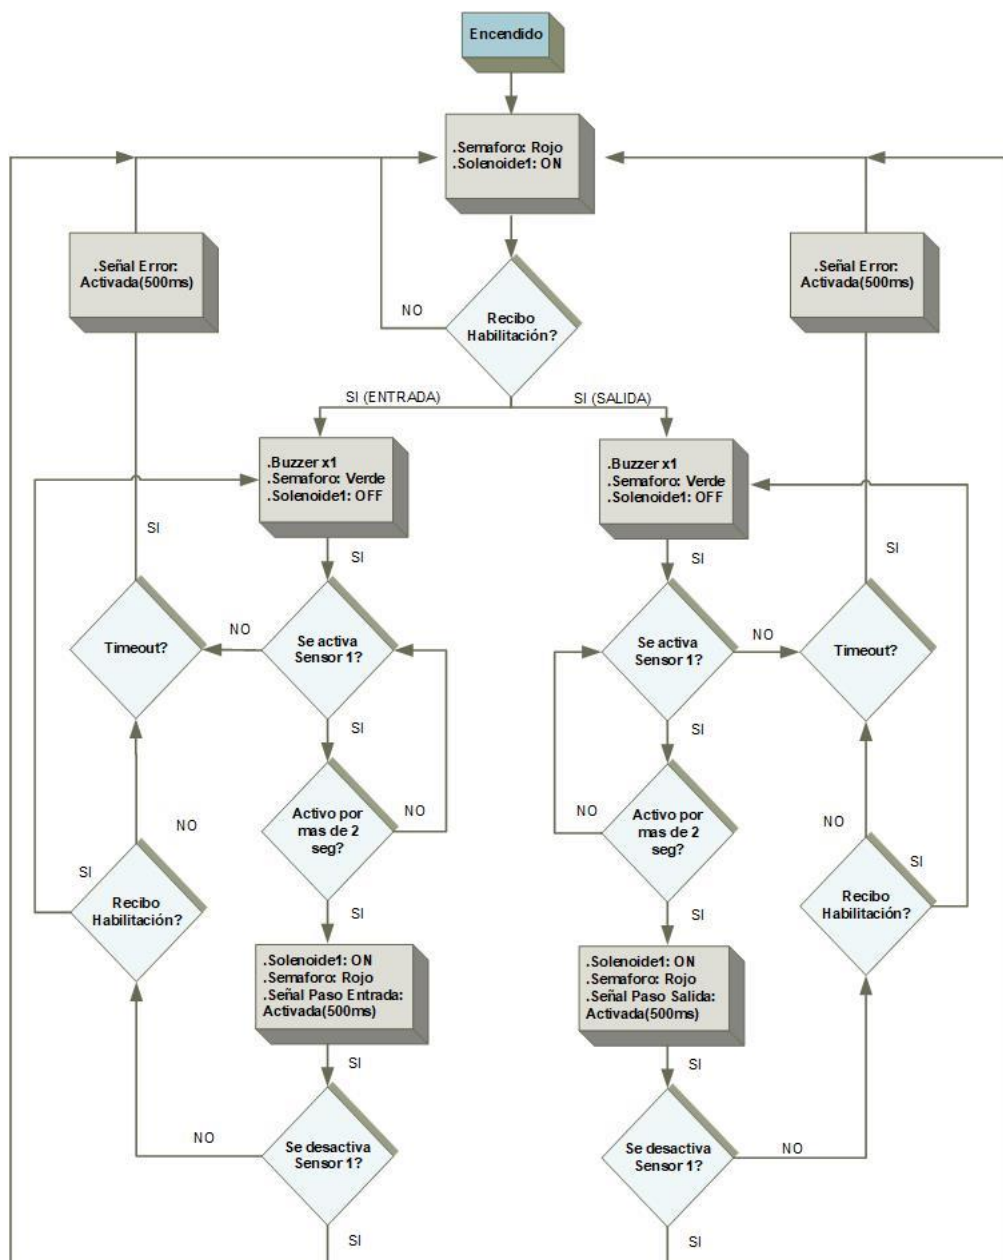 Encendido
.Semaforo: Rojo
.Solenoide1: ON
.Señal Error:
Activada(500ms)
.Señal Error:
Activada(500ms)
NO
Recibo
Habilitación?
SI (ENTRADA)
SI (SALIDA)
.Buzzer x1
.Semaforo: Verde
.Solenoide1: OFF
.Buzzer x1
.Semaforo: Verde
.Solenoide1: OFF
SI
SI
SI
SI
Timeout?
NO
Se activa
Sensor 1?
Se activa
Sensor 1?
NO
Timeout?
SI
SI
Activo por
mas de 2
seg?
NO
NO
Activo por
mas de 2
seg?
NO
NO
SI
Recibo
Habilitación?
SI
Recibo
Habilitación?
SI
SI
.Solenoide1: ON
.Semaforo: Rojo
.Señal Paso Entrada:
Activada(500ms)
.Solenoide1: ON
.Semaforo: Rojo
.Señal Paso Salida:
Activada(500ms)
SI
SI
NO
Se desactiva
Sensor 1?
Se desactiva
Sensor 1?
NO
SI
SI